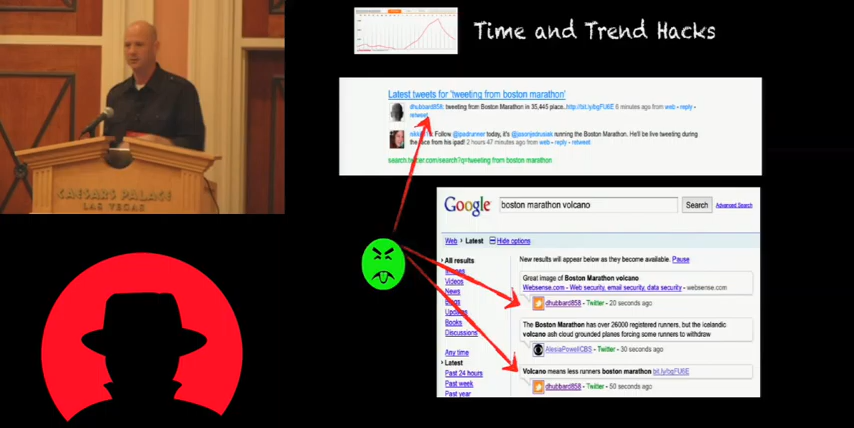 Time and Trend Hacks
Latest tweets for 'tweeting from boston marathon'
dhubbard858: tweeting from Boston Marathon in 35,445 place..http://bit.ly/bgFU6E 6 minutes ago from web - reply -
retweet
Follow @ipadrunner today, it's @jasonjedrusiak running the Boston Marathon. He'll be live tweeting during
the race from his ipad! 2 hours 47 minutes ago from web - reply - retweet
search.twitter.com/search?q=tweeting from boston marathon
CAESARS PALACE
LAS VEGAS
Google
boston marathon volcano
Search
Advanced Search
Web › Latest
Hide options
All results
Images
Videos
News
Blogs
Updates
Books
Discussions
Any time
Latest
Past 24 hours
Past week
Past year
New results will appear below as they become available. Pause
Great image of Boston Marathon volcano
Websense.com - Web security, email security, data security - websense.com
dhubbard858 - Twitter - 20 seconds ago
The Boston Marathon has over 26000 registered runners, but the icelandic
volcano ash cloud grounded planes forcing some runners to withdraw
AlesiaPowellCBS - Twitter - 30 seconds ago
Volcano means less runners boston marathon bit.ly/bgFU6E
dhubbard858 - Twitter - 50 seconds ago